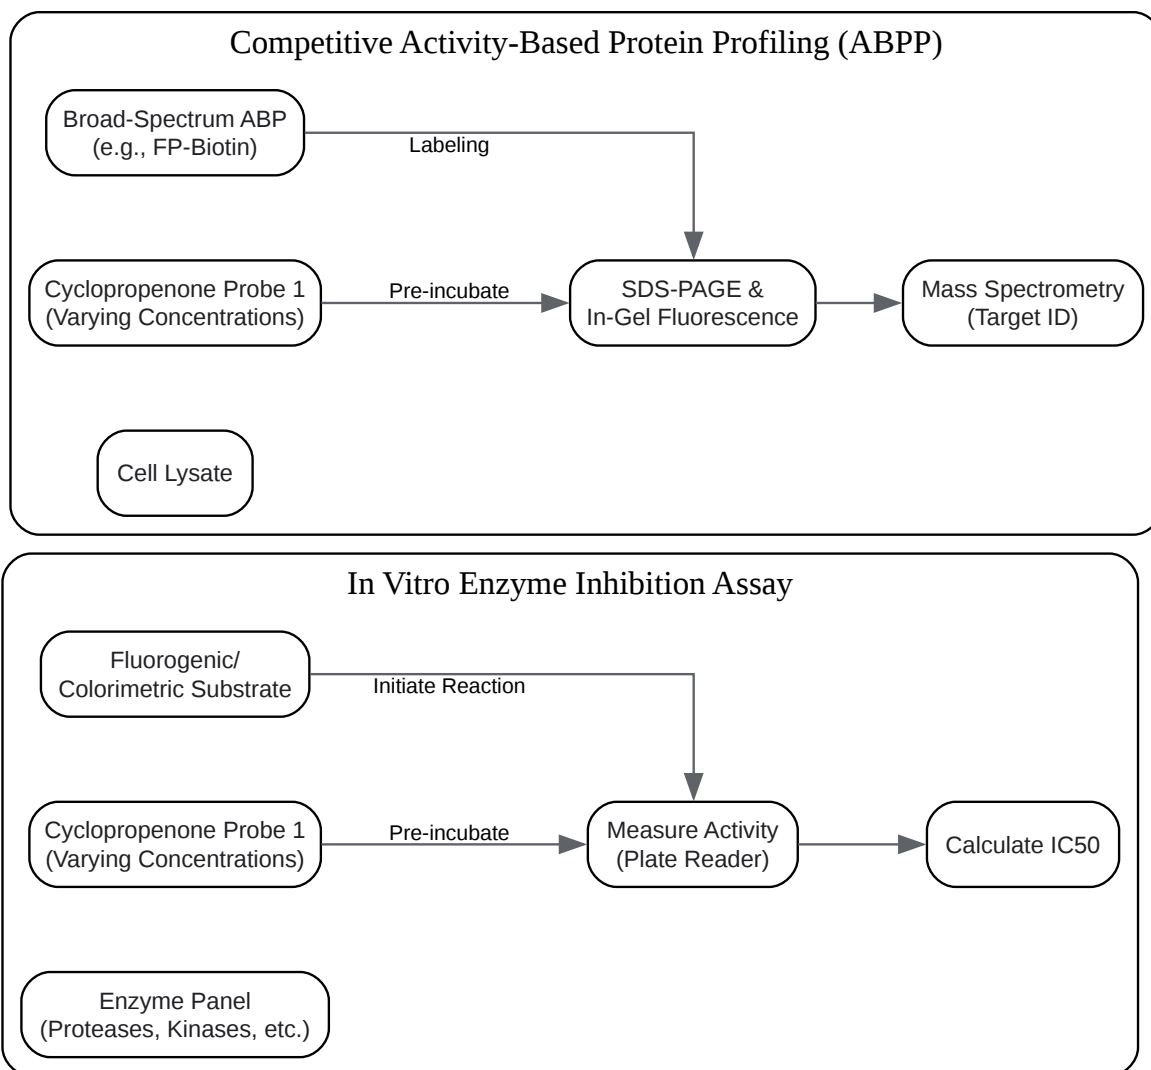 Competitive Activity-Based Protein Profiling (ABPP)
Broad-Spectrum ABP
(e.g., FP-Biotin)
Labeling
Cyclopropenone Probe 1
(Varying Concentrations)
Pre-incubate
SDS-PAGE &
In-Gel Fluorescence
Mass Spectrometry
(Target ID)
Cell Lysate
In Vitro Enzyme Inhibition Assay
Fluorogenic/
Colorimetric Substrate
Initiate Reaction
Cyclopropenone Probe 1
(Varying Concentrations)
Pre-incubate
Measure Activity
(Plate Reader)
Calculate IC50
Enzyme Panel
(Proteases, Kinases, etc.)